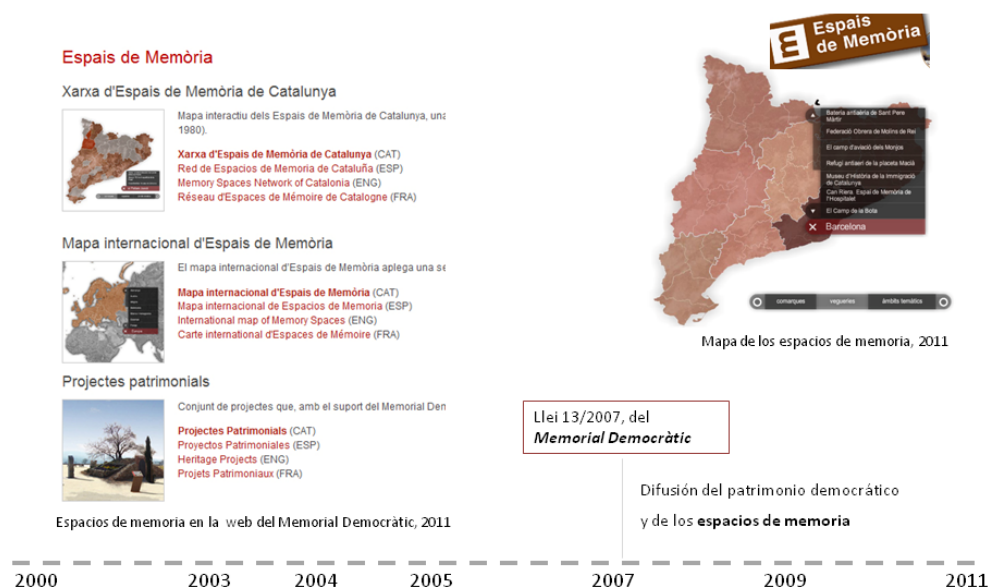 Espais de Memòria
Xarxa d'Espais de Memòria de Catalunya
Mapa interactiu dels Espais de Memòria de Catalunya, una
1980).
Xarxa d'Espais de Memória de Catalunya (CAT)
Red de Espacios de Memoria de Cataluña (ESP)
Memory Spaces Network of Catalonia (ENG)
Réseau d'Espaces de Mémoire de Catalogne (FRA)
Mapa internacional d'Espais de Memòria
El mapa internacional d'Espais de Memòria aplega una se
Mapa internacional d'Espais de Memória (CAT)
Mapa internacional de Espacios de Memoria (ESP)
International map of Memory Spaces (ENG)
Carte international d'Espaces de Mémoire (FRA)
Projectes patrimonials
Conjunt de projectes que, amb el suport del Memorial Den
Projectes Patrimonials (CAT)
Proyectos Patrimoniales (ESP)
Heritage Projects (ENG)
Projets Patrimoniaux (FRA)
Espacios de memoria en la web del Memorial Democràtic, 2011
Espais
de Memòria
Bateria antiaèria de Sant Pere
Màrtir
Federació Obrera de Molins de Rei
El camp d'aviació dels Monjos
Refugi antiaeri de la placeta Macià
Museu d'Història de la Immigració
de Catalunya
Can Riera. Espai de Memòria de
l'Hospitalet
El Camp de la Bota
Barcelona
comarques vegueries àmbits temàtics
Mapa de los espacios de memoria, 2011
Llei 13/2007, del
Memorial Democràtic
Difusión del patrimonio democrático
y de los espacios de memoria
2000 2003 2004 2005 2007 2009 2011